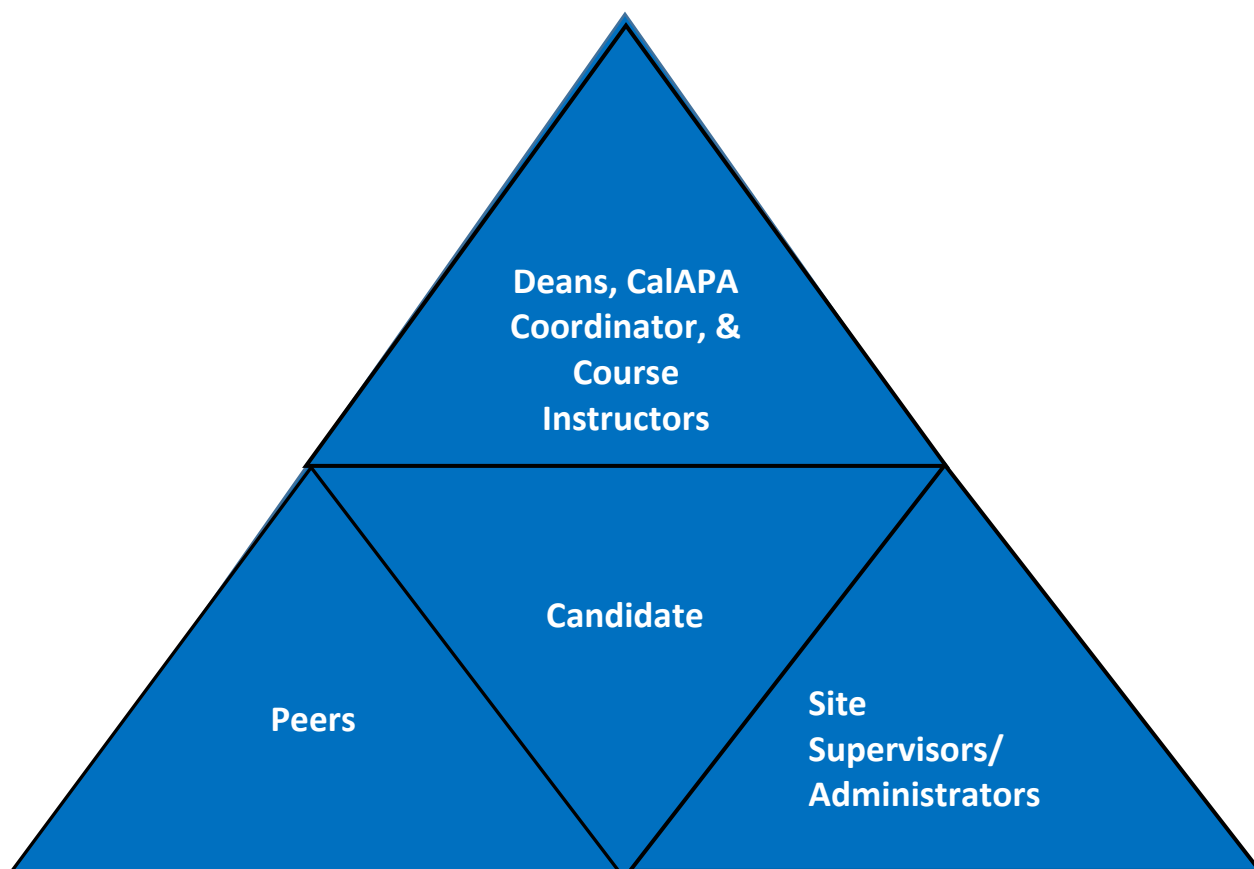 Deans, CalAPA
Coordinator, &
Course
Instructors
Candidate
Peers
Site
Supervisors/
Administrators